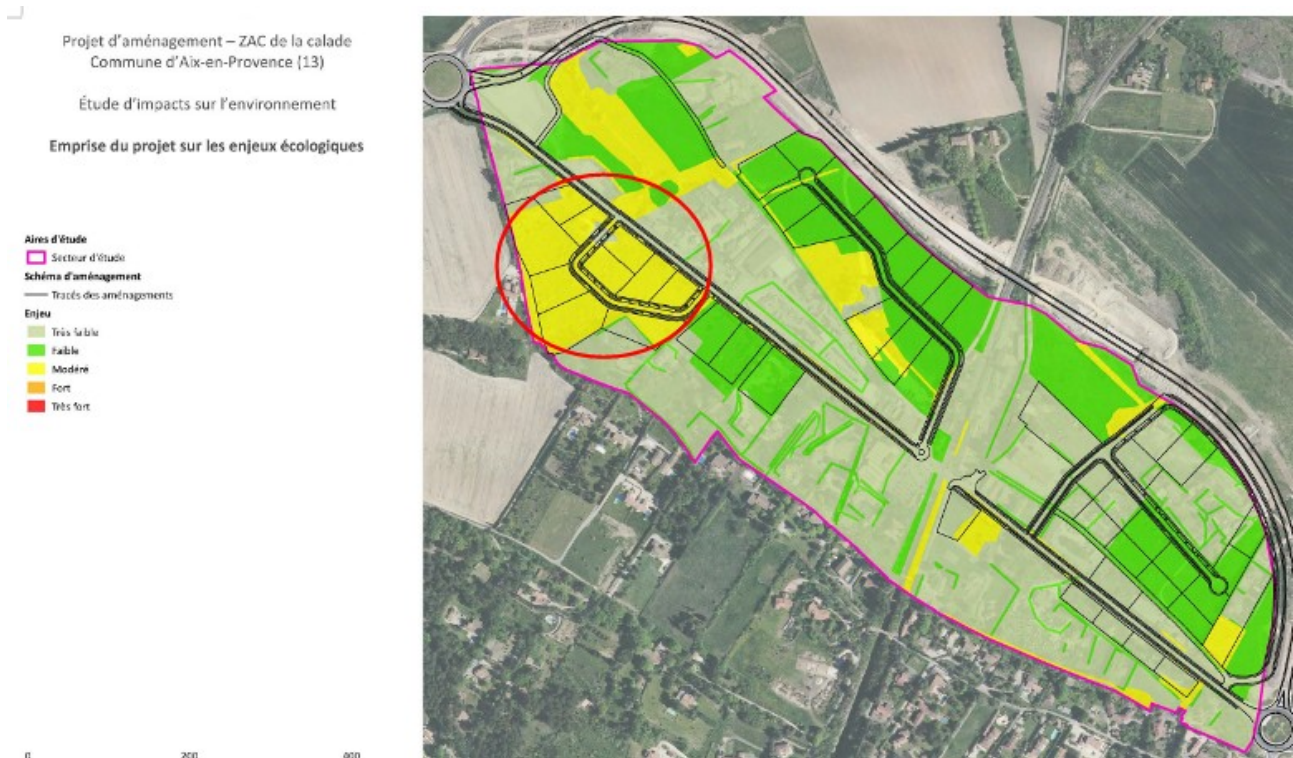 Projet d'aménagement – ZAC de la calade
Commune d'Aix-en-Provence (13)
Étude d'impacts sur l'environnement
Emprise du projet sur les enjeux écologiques
Aires d'étude
Secteur d'étude
Schéma d'aménagement
Tracés des aménagements
Enjeu
Très faible
Faible
Modéré
Fort
Très fort
0 200 400